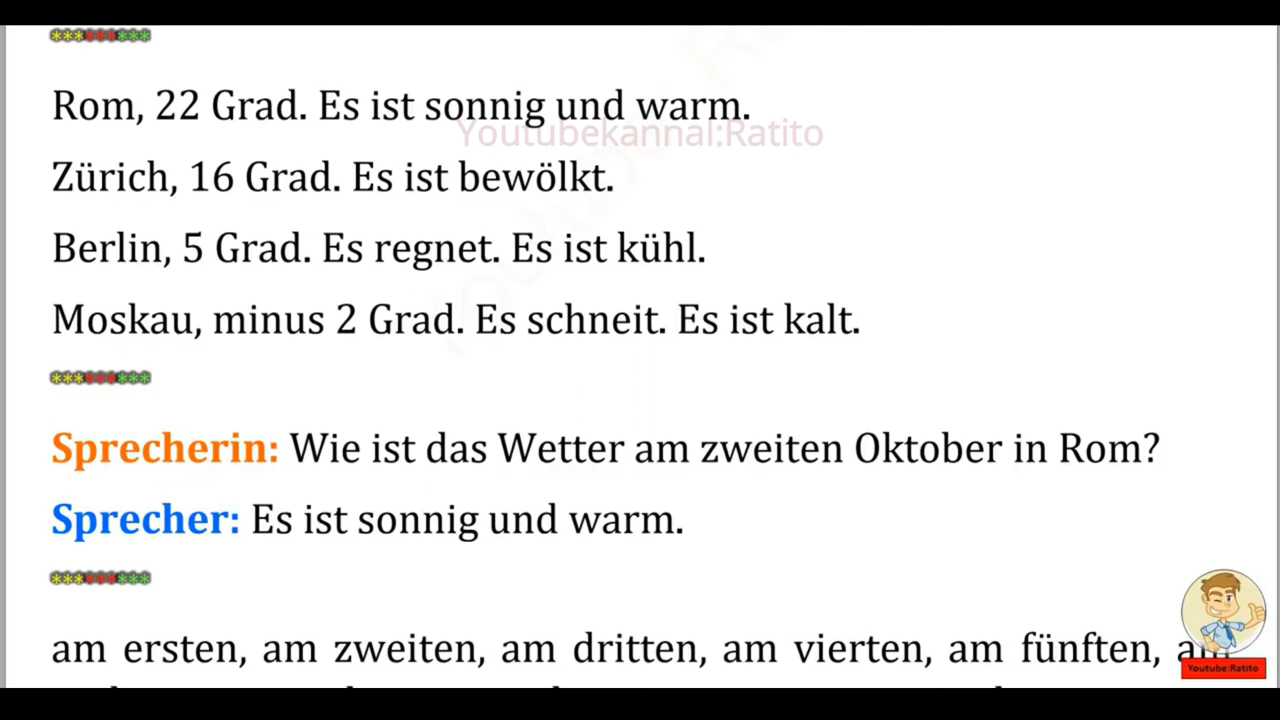 ******​***
Rom, 22 Grad. Es ist sonnig und warm.
Youtubekannal:Ratito
Zürich, 16 Grad. Es ist bewölkt.
Berlin, 5 Grad. Es regnet. Es ist kühl.
Moskau, minus 2 Grad. Es schneit. Es ist kalt.
*********
Sprecherin: Wie ist das Wetter am zweiten Oktober in Rom?
Sprecher: Es ist sonnig und warm.
*********
am ersten, am zweiten, am dritten, am vierten, am fünften, am
Youtube:Ratito